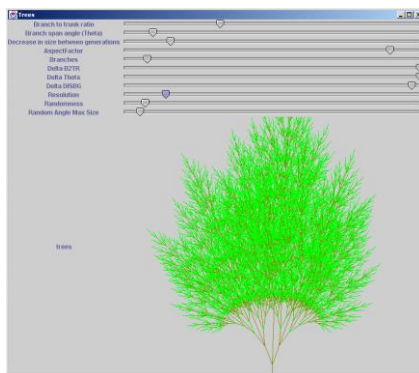 Trees
Branch to trunk ratio
Branch span angle (Theta)
Decrease in size between generations
AspectFactor
Branches
Delta B2TR
Delta Theta
Delta DISBG
Resolution
Randomness
Random Angle Max Size
trees